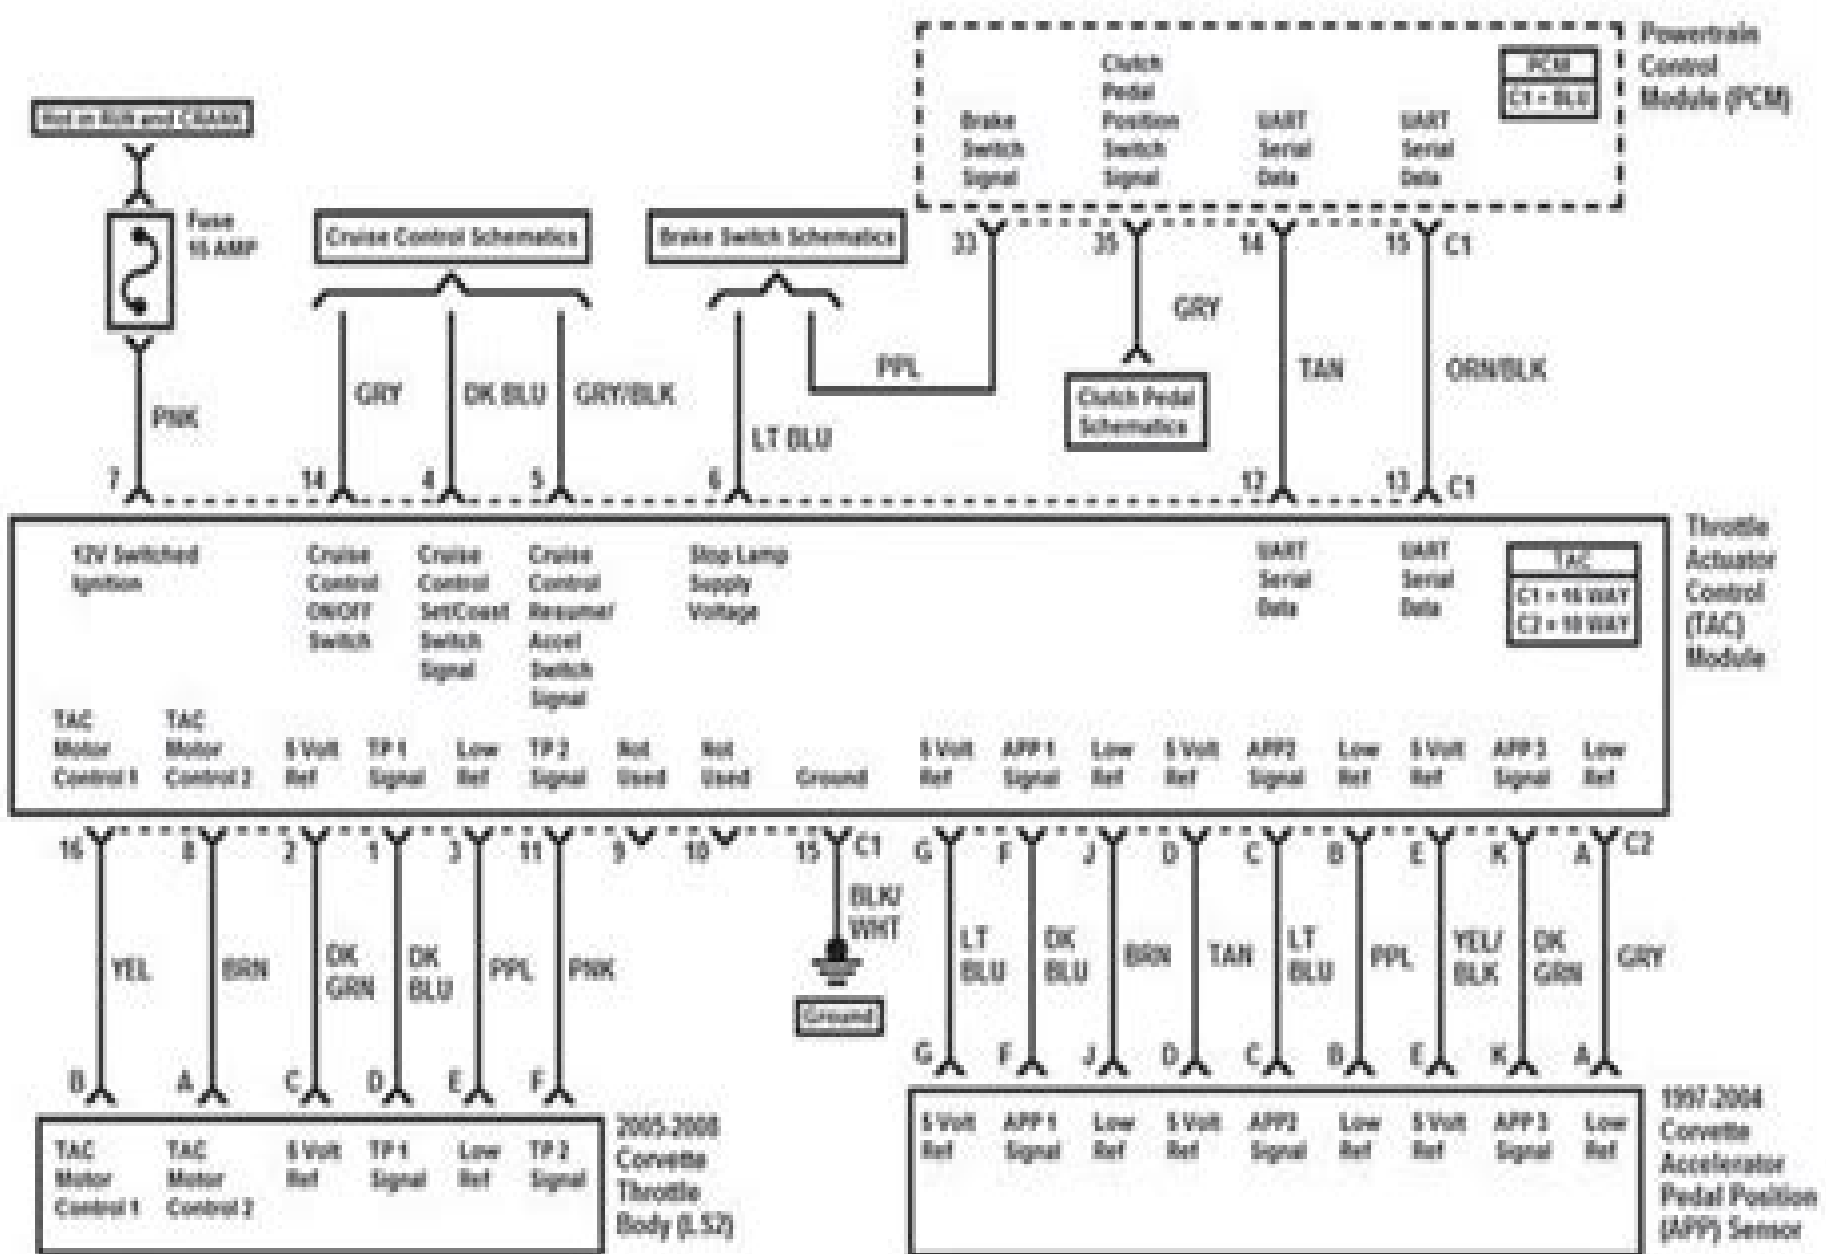 Powertrain
Control
Module (PCM)
PCM
C1 = BLU
Brake
Switch
Signal
Clutch
Pedal
Position
Switch
Signal
UART
Serial
Data
UART
Serial
Data
Hot in RUN and CRANK
Fuse
15 AMP
Cruise Control Schematics
Brake Switch Schematics
33
35
14
15
C1
PNK
GRY
DK BLU
GRY/BLK
LT BLU
PPL
GRY
Clutch Pedal
Schematics
TAN
ORN/BLK
7
14
4
5
6
12
13
C1
Throttle
Actuator
Control
(TAC)
Module
TAC
C1 = 16 WAY
C2 = 10 WAY
12V Switched
Ignition
Cruise
Control
ON/OFF
Switch
Cruise
Control
Set/Coast
Switch
Signal
Cruise
Control
Resume/
Accel
Switch
Signal
Stop Lamp
Supply
Voltage
UART
Serial
Data
UART
Serial
Data
TAC
Motor
Control 1
TAC
Motor
Control 2
5 Volt
Ref
TP 1
Signal
Low
Ref
TP 2
Signal
Not
Used
Not
Used
Ground
5 Volt
Ref
APP 1
Signal
Low
Ref
5 Volt
Ref
APP2
Signal
Low
Ref
5 Volt
Ref
APP 3
Signal
Low
Ref
16
8
2
1
3
11
9
10
15
C1
G
F
J
D
C
B
E
K
A
C2
YEL
BRN
DK
GRN
DK
BLU
PPL
PNK
BLK/
WHT
Ground
LT
BLU
DK
BLU
BRN
TAN
LT
BLU
PPL
YEL/
BLK
DK
GRN
GRY
B
A
C
D
E
F
G
F
J
D
C
B
E
K
A
TAC
Motor
Control 1
TAC
Motor
Control 2
5 Volt
Ref
TP 1
Signal
Low
Ref
TP 2
Signal
2005-2008
Corvette
Throttle
Body (LS2)
5 Volt
Ref
APP 1
Signal
Low
Ref
5 Volt
Ref
APP2
Signal
Low
Ref
5 Volt
Ref
APP 3
Signal
Low
Ref
1997-2004
Corvette
Accelerator
Pedal Position
(APP) Sensor